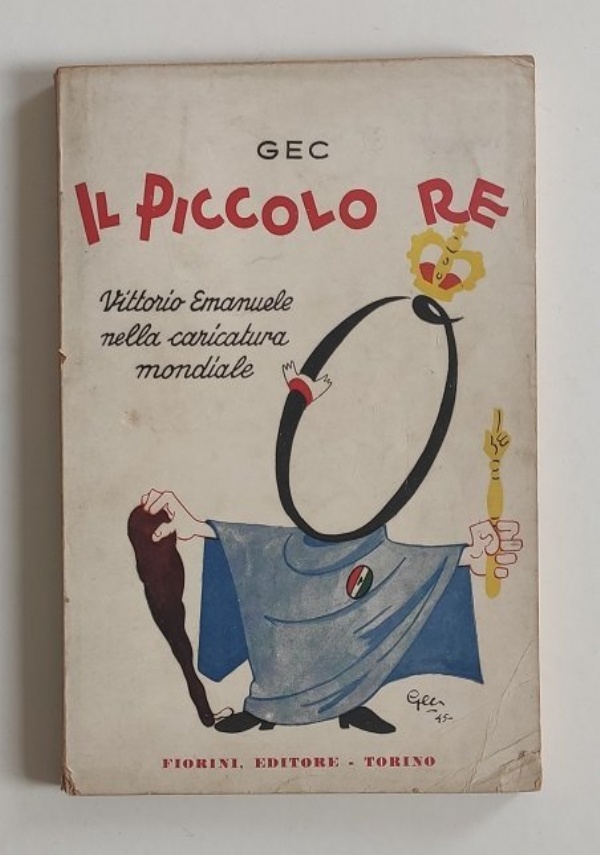 GEC
IL PICCOLO RE
Vittorio Emanuele
nella caricatura
mondiale
Gec
45-
FIORINI, EDITORE - TORINO